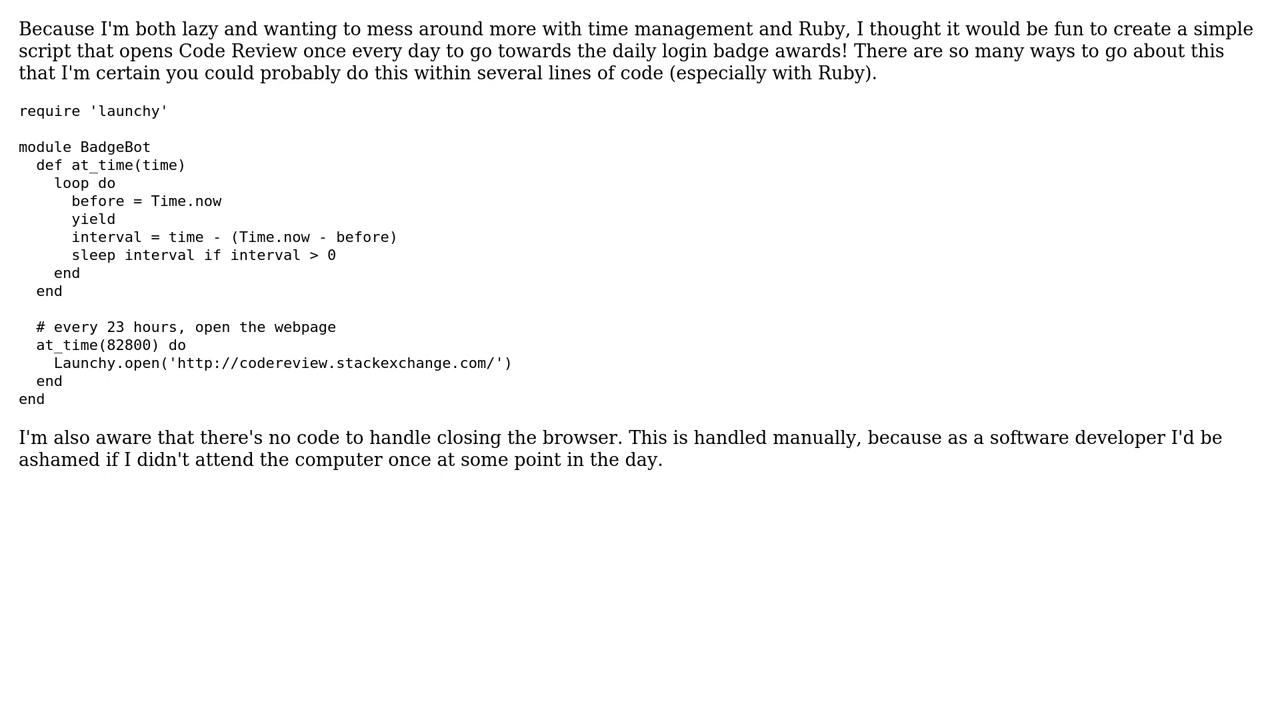 Because I'm both lazy and wanting to mess around more with time management and Ruby, I thought it would be fun to create a simple
script that opens Code Review once every day to go towards the daily login badge awards! There are so many ways to go about this
that I'm certain you could probably do this within several lines of code (especially with Ruby).
require 'launchy'
module BadgeBot
  def at_time(time)
    loop do
      before = Time.now
      yield
      interval = time - (Time.now - before)
      sleep interval if interval > 0
    end
  end
  # every 23 hours, open the webpage
  at_time(82800) do
    Launchy.open('http://codereview.stackexchange.com/')
  end
end
I'm also aware that there's no code to handle closing the browser. This is handled manually, because as a software developer I'd be
ashamed if I didn't attend the computer once at some point in the day.